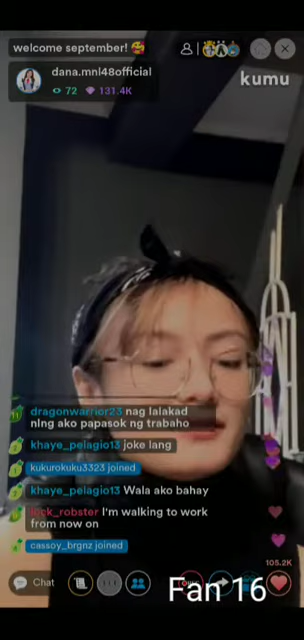 welcome september! 🥰
dana.mnl48official
72 131.4K
kumu
dragonwarrior23 nag lalakad
nlng ako papasok ng trabaho
khaye_pelagio13 joke lang
kukurokuku3323 joined
khaye_pelagio13 Wala ako bahay
lock_robster I'm walking to work
from now on
cassoy_brgnz joined
105.2K
Chat
Fan 16